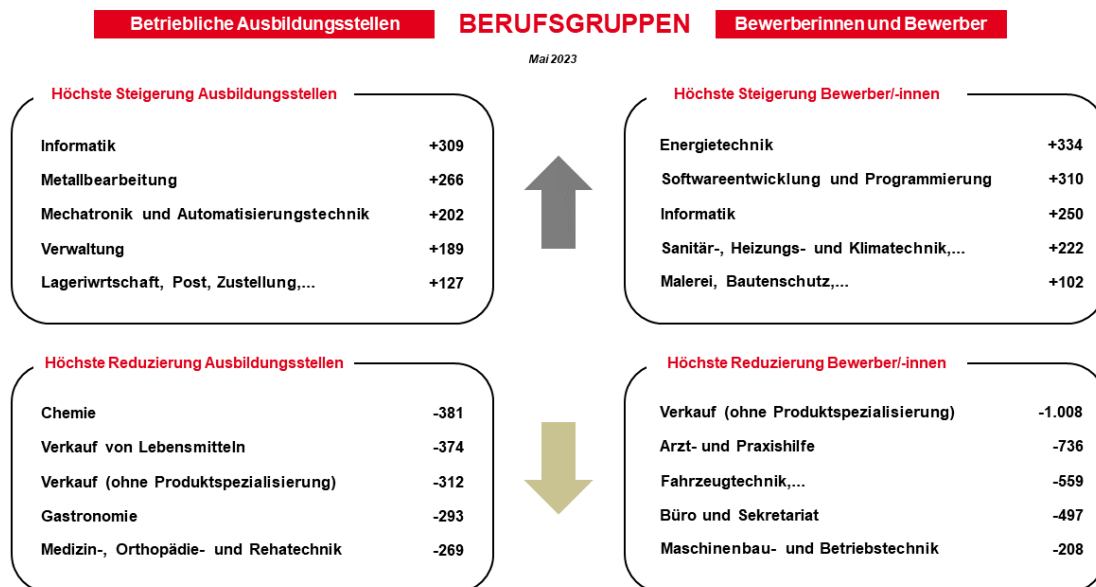 Betriebliche Ausbildungsstellen
BERUFSGRUPPEN
Bewerberinnen und Bewerber
Mai 2023
Höchste Steigerung Ausbildungsstellen
Informatik +309
Metallbearbeitung +266
Mechatronik und Automatisierungstechnik +202
Verwaltung +189
Lageriwrtschaft, Post, Zustellung,... +127
Höchste Steigerung Bewerber/-innen
Energietechnik +334
Softwareentwicklung und Programmierung +310
Informatik +250
Sanitär-, Heizungs- und Klimatechnik,... +222
Malerei, Bautenschutz,... +102
Höchste Reduzierung Ausbildungsstellen
Chemie -381
Verkauf von Lebensmitteln -374
Verkauf (ohne Produktspezialisierung) -312
Gastronomie -293
Medizin-, Orthopädie- und Rehatechnik -269
Höchste Reduzierung Bewerber/-innen
Verkauf (ohne Produktspezialisierung) -1.008
Arzt- und Praxishilfe -736
Fahrzeugtechnik,... -559
Büro und Sekretariat -497
Maschinenbau- und Betriebstechnik -208